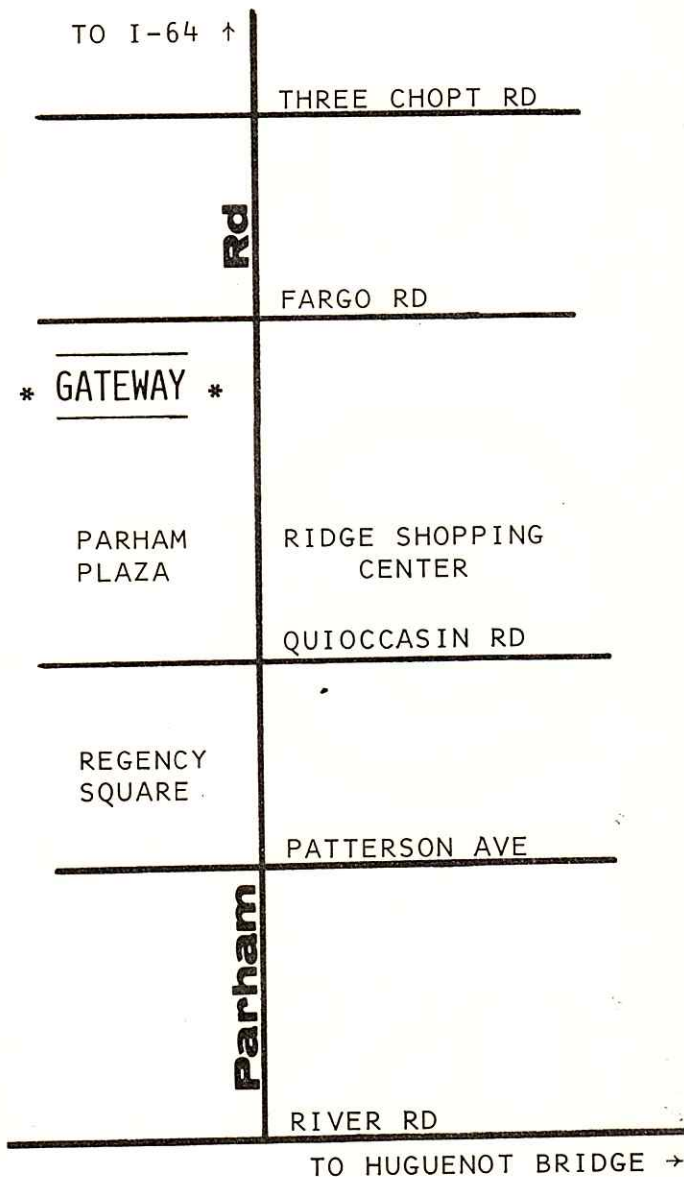 TO I-64 ↑
THREE CHOPT RD
Rd
FARGO RD
* GATEWAY *
PARHAM
PLAZA
RIDGE SHOPPING
CENTER
QUIOCCASIN RD
REGENCY
SQUARE
PATTERSON AVE
Parham
RIVER RD
TO HUGUENOT BRIDGE →